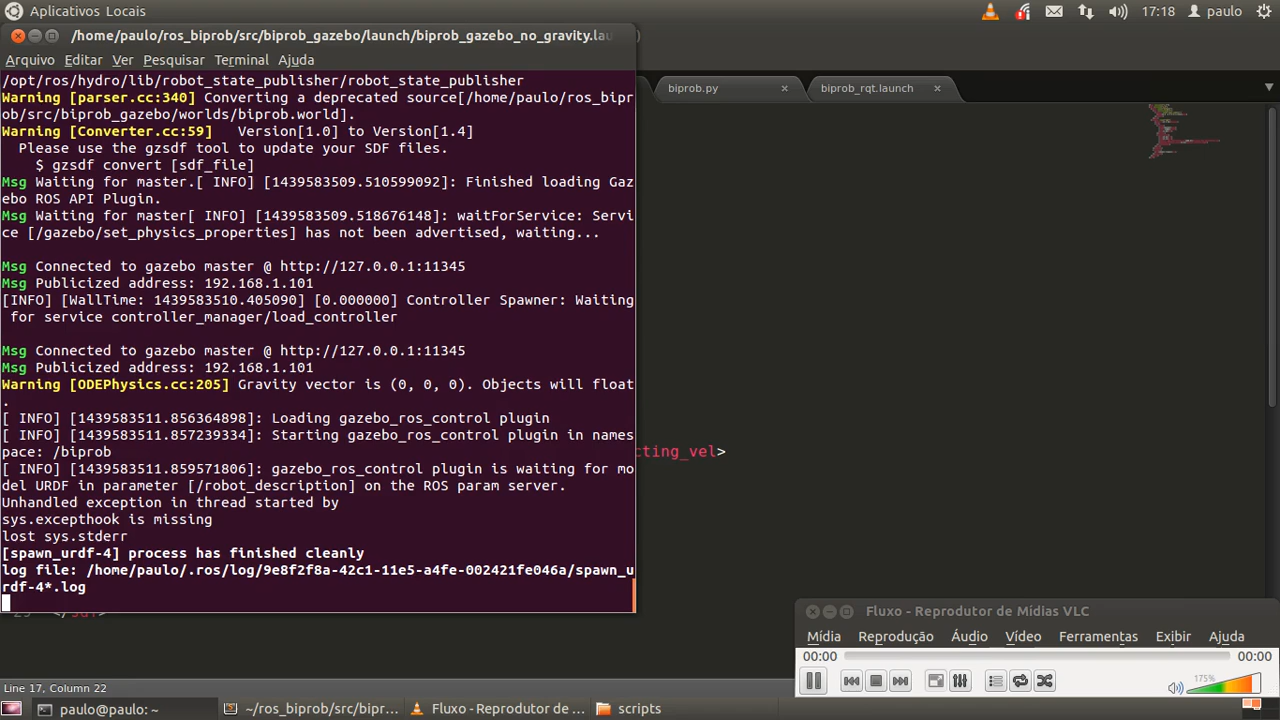 Aplicativos Locais
17:18
paulo
/home/paulo/ros_biprob/src/biprob_gazebo/launch/biprob_gazebo_no_gravity.lau
Arquivo Editar Ver Pesquisar Terminal Ajuda
biprob.py
biprob_rqt.launch
/opt/ros/hydro/lib/robot_state_publisher/robot_state_publisher
Warning [parser.cc:340] Converting a deprecated source[/home/paulo/ros_bipr
ob/src/biprob_gazebo/worlds/biprob.world].
Warning [Converter.cc:59]   Version[1.0] to Version[1.4]
Please use the gzsdf tool to update your SDF files.
$ gzsdf convert [sdf_file]
Msg Waiting for master.[ INFO] [1439583509.510599092]: Finished loading Gaz
ebo ROS API Plugin.
Msg Waiting for master[ INFO] [1439583509.518676148]: waitForService: Servi
ce [/gazebo/set_physics_properties] has not been advertised, waiting...
Msg Connected to gazebo master @ http://127.0.0.1:11345
Msg Publicized address: 192.168.1.101
[INFO] [WallTime: 1439583510.405090] [0.000000] Controller Spawner: Waiting
for service controller_manager/load_controller
Msg Connected to gazebo master @ http://127.0.0.1:11345
Msg Publicized address: 192.168.1.101
Warning [ODEPhysics.cc:205] Gravity vector is (0, 0, 0). Objects will float
.
[ INFO] [1439583511.856364898]: Loading gazebo_ros_control plugin
[ INFO] [1439583511.857239334]: Starting gazebo_ros_control plugin in names
pace: /biprob
[ INFO] [1439583511.859571806]: gazebo_ros_control plugin is waiting for mo
del URDF in parameter [/robot_description] on the ROS param server.
Unhandled exception in thread started by
sys.excepthook is missing
lost sys.stderr
[spawn_urdf-4] process has finished cleanly
log file: /home/paulo/.ros/log/9e8f2f8a-42c1-11e5-a4fe-002421fe046a/spawn_u
rdf-4*.log
cting_vel>
Fluxo - Reprodutor de Mídias VLC
Mídia Reprodução Áudio Vídeo Ferramentas Exibir Ajuda
00:00
00:00
175%
Line 17, Column 22
paulo@paulo: ~
~/ros_biprob/src/bipr...
Fluxo - Reprodutor de ...
scripts